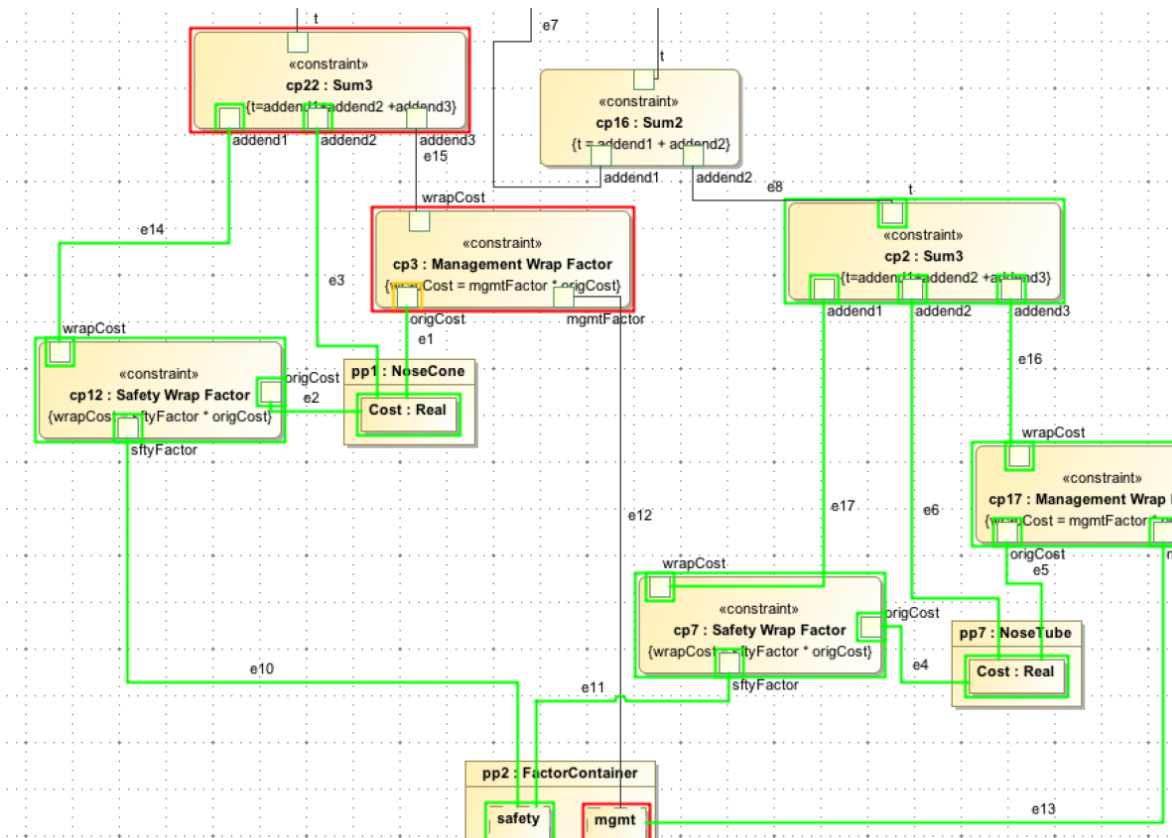 t
e7
«constraint»
cp22 : Sum3
{t=addend1+addend2 +addend3}
addend1
addend2
addend3
e15
t
«constraint»
cp16 : Sum2
{t = addend1 + addend2}
addend1
addend2
e8
t
«constraint»
cp2 : Sum3
{t=addend1+addend2 +addend3}
addend1
addend2
addend3
wrapCost
«constraint»
cp3 : Management Wrap Factor
{wrapCost = mgmtFactor * origCost}
origCost
mgmtFactor
e14
e3
e1
e16
wrapCost
«constraint»
cp12 : Safety Wrap Factor
{wrapCost = sftyFactor * origCost}
origCost
e2
sftyFactor
pp1 : NoseCone
Cost : Real
wrapCost
«constraint»
cp17 : Management Wrap
{wrapCost = mgmtFactor *
origCost
e5
e12
e17
e6
wrapCost
«constraint»
cp7 : Safety Wrap Factor
{wrapCost = sftyFactor * origCost}
origCost
e4
sftyFactor
pp7 : NoseTube
Cost : Real
e10
e11
pp2 : FactorContainer
safety
mgmt
e13